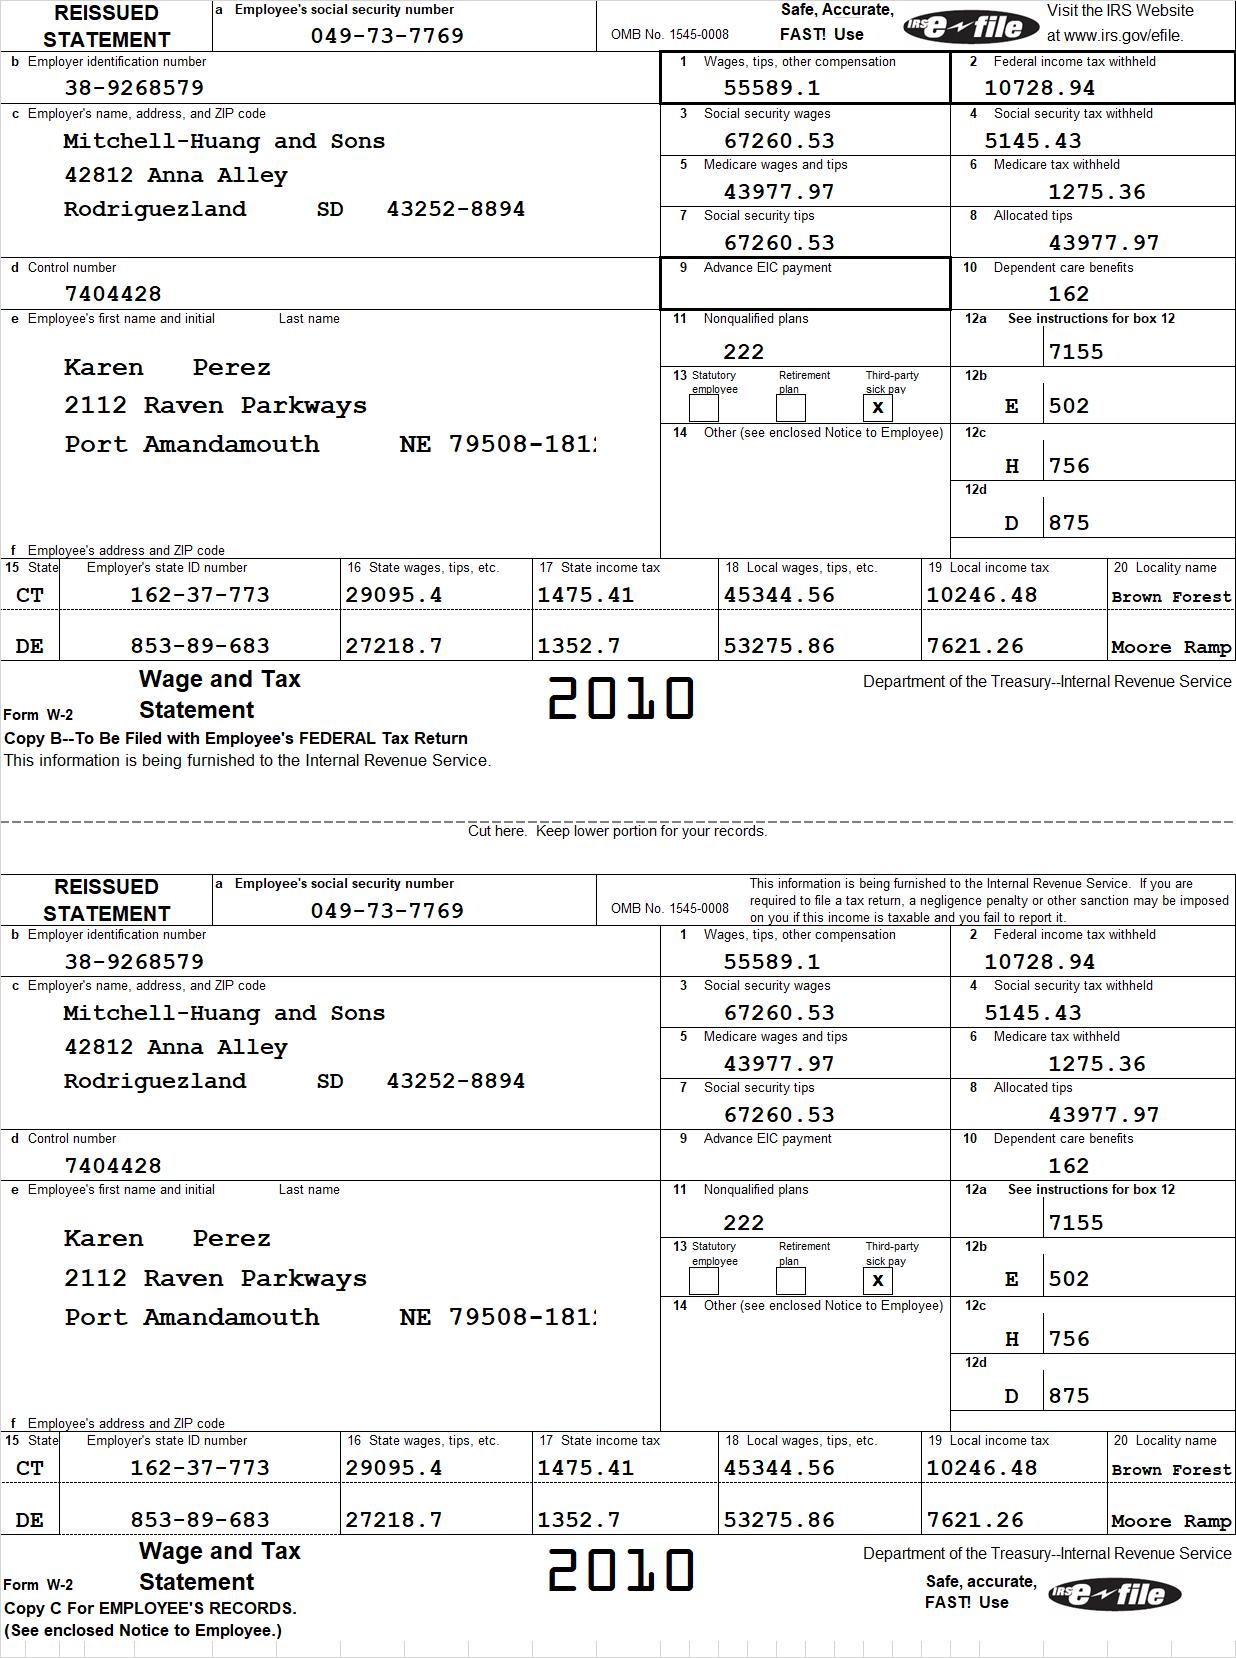 REISSUED STATEMENT
a Employee's social security number
049-73-7769
OMB No. 1545-0008
Safe, Accurate, FAST! Use
IRS e-file
Visit the IRS Website at www.irs.gov/efile.
b Employer identification number
38-9268579
1 Wages, tips, other compensation
55589.1
2 Federal income tax withheld
10728.94
c Employer's name, address, and ZIP code
Mitchell-Huang and Sons
42812 Anna Alley
Rodriguezland SD 43252-8894
3 Social security wages
67260.53
4 Social security tax withheld
5145.43
5 Medicare wages and tips
43977.97
6 Medicare tax withheld
1275.36
7 Social security tips
67260.53
8 Allocated tips
43977.97
d Control number
7404428
9 Advance EIC payment
10 Dependent care benefits
162
e Employee's first name and initial Last name
Karen Perez
2112 Raven Parkways
Port Amandamouth NE 79508-181
f Employee's address and ZIP code
11 Nonqualified plans
222
12a See instructions for box 12
7155
13 Statutory employee Retirement plan Third-party sick pay
X
12b
E 502
14 Other (see enclosed Notice to Employee)
12c
H 756
12d
D 875
15 State Employer's state ID number 16 State wages, tips, etc. 17 State income tax 18 Local wages, tips, etc. 19 Local income tax 20 Locality name
CT 162-37-773 29095.4 1475.41 45344.56 10246.48 Brown Forest
DE 853-89-683 27218.7 1352.7 53275.86 7621.26 Moore Ramp
Form W-2 Wage and Tax Statement
2010
Department of the Treasury--Internal Revenue Service
Copy B--To Be Filed with Employee's FEDERAL Tax Return
This information is being furnished to the Internal Revenue Service.
Cut here. Keep lower portion for your records.
REISSUED STATEMENT
a Employee's social security number
049-73-7769
OMB No. 1545-0008
This information is being furnished to the Internal Revenue Service. If you are
required to file a tax return, a negligence penalty or other sanction may be imposed
on you if this income is taxable and you fail to report it.
b Employer identification number
38-9268579
1 Wages, tips, other compensation
55589.1
2 Federal income tax withheld
10728.94
c Employer's name, address, and ZIP code
Mitchell-Huang and Sons
42812 Anna Alley
Rodriguezland SD 43252-8894
3 Social security wages
67260.53
4 Social security tax withheld
5145.43
5 Medicare wages and tips
43977.97
6 Medicare tax withheld
1275.36
7 Social security tips
67260.53
8 Allocated tips
43977.97
d Control number
7404428
9 Advance EIC payment
10 Dependent care benefits
162
e Employee's first name and initial Last name
Karen Perez
2112 Raven Parkways
Port Amandamouth NE 79508-181
f Employee's address and ZIP code
11 Nonqualified plans
222
12a See instructions for box 12
7155
13 Statutory employee Retirement plan Third-party sick pay
X
12b
E 502
14 Other (see enclosed Notice to Employee)
12c
H 756
12d
D 875
15 State Employer's state ID number 16 State wages, tips, etc. 17 State income tax 18 Local wages, tips, etc. 19 Local income tax 20 Locality name
CT 162-37-773 29095.4 1475.41 45344.56 10246.48 Brown Forest
DE 853-89-683 27218.7 1352.7 53275.86 7621.26 Moore Ramp
Form W-2 Wage and Tax Statement
2010
Department of the Treasury--Internal Revenue Service
Safe, accurate, FAST! Use
IRS e-file
Copy C For EMPLOYEE'S RECORDS.
(See enclosed Notice to Employee.)